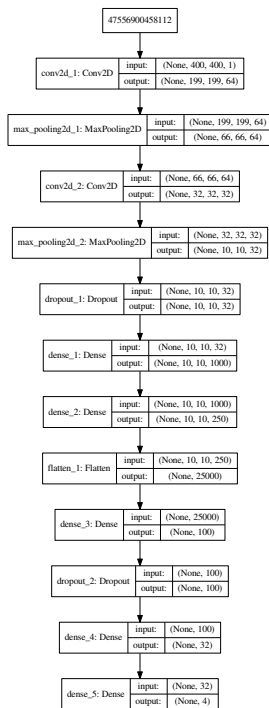 47556900458112
conv2d_1: Conv2D
input: (None, 400, 400, 1)
output: (None, 199, 199, 64)
max_pooling2d_1: MaxPooling2D
input: (None, 199, 199, 64)
output: (None, 66, 66, 64)
conv2d_2: Conv2D
input: (None, 66, 66, 64)
output: (None, 32, 32, 32)
max_pooling2d_2: MaxPooling2D
input: (None, 32, 32, 32)
output: (None, 10, 10, 32)
dropout_1: Dropout
input: (None, 10, 10, 32)
output: (None, 10, 10, 32)
dense_1: Dense
input: (None, 10, 10, 32)
output: (None, 10, 10, 1000)
dense_2: Dense
input: (None, 10, 10, 1000)
output: (None, 10, 10, 250)
flatten_1: Flatten
input: (None, 10, 10, 250)
output: (None, 25000)
dense_3: Dense
input: (None, 25000)
output: (None, 100)
dropout_2: Dropout
input: (None, 100)
output: (None, 100)
dense_4: Dense
input: (None, 100)
output: (None, 32)
dense_5: Dense
input: (None, 32)
output: (None, 4)